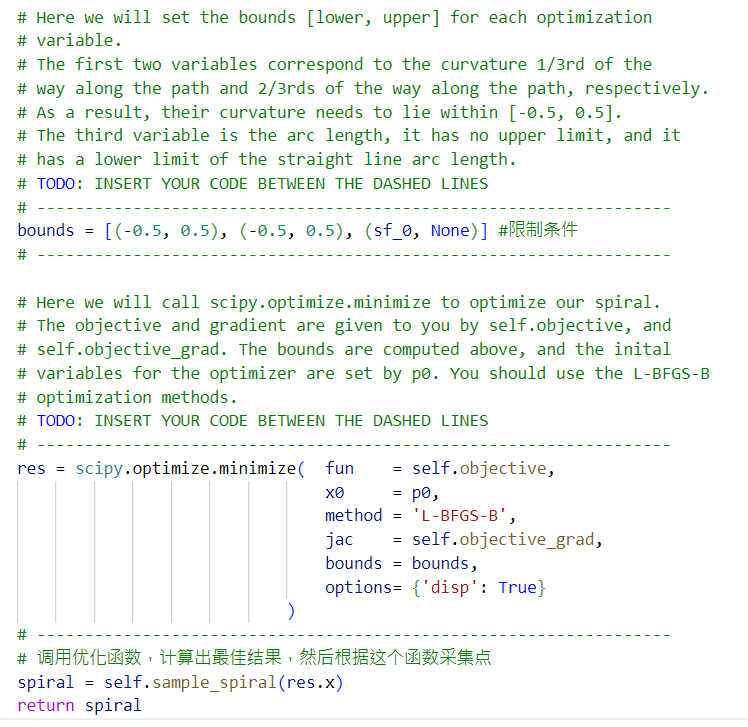 # Here we will set the bounds [lower, upper] for each optimization
# variable.
# The first two variables correspond to the curvature 1/3rd of the
# way along the path and 2/3rds of the way along the path, respectively.
# As a result, their curvature needs to lie within [-0.5, 0.5].
# The third variable is the arc length, it has no upper limit, and it
# has a lower limit of the straight line arc length.
# TODO: INSERT YOUR CODE BETWEEN THE DASHED LINES
# ------------------------------------------------------------------
bounds = [(-0.5, 0.5), (-0.5, 0.5), (sf_0, None)] #限制条件
# ------------------------------------------------------------------
# Here we will call scipy.optimize.minimize to optimize our spiral.
# The objective and gradient are given to you by self.objective, and
# self.objective_grad. The bounds are computed above, and the inital
# variables for the optimizer are set by p0. You should use the L-BFGS-B
# optimization methods.
# TODO: INSERT YOUR CODE BETWEEN THE DASHED LINES
# ------------------------------------------------------------------
res = scipy.optimize.minimize(  fun    = self.objective,
                                x0     = p0,
                                method = 'L-BFGS-B',
                                jac    = self.objective_grad,
                                bounds = bounds,
                                options= {'disp': True}
                            )
# ------------------------------------------------------------------
# 调用优化函数，计算出最佳结果，然后根据这个函数采集点
spiral = self.sample_spiral(res.x)
return spiral